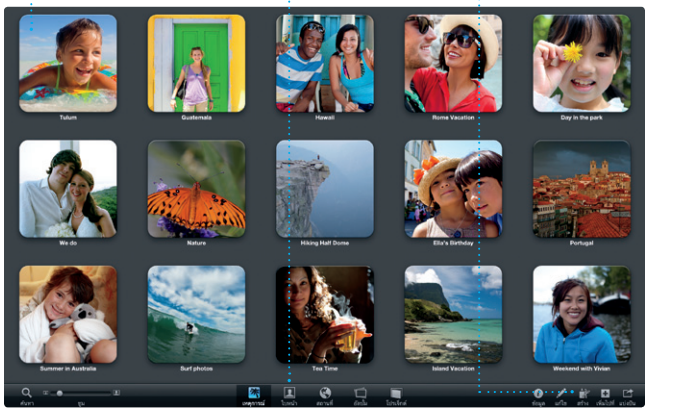 Tulum
Guatemala
Hawaii
Rome Vacation
Day in the park
We do
Nature
Hiking Half Dome
Ella's Birthday
Portugal
Summer in Australia
Surf photos
Tea Time
Island Vacation
Weekend with Vivian
ค้นหา ซูม เหตุการณ์ ใบหน้า สถานที่ อัลบั้ม โปรเจ็กต์ ข้อมูล แก้ไข สร้าง เพิ่มไปที่ แบ่งปัน